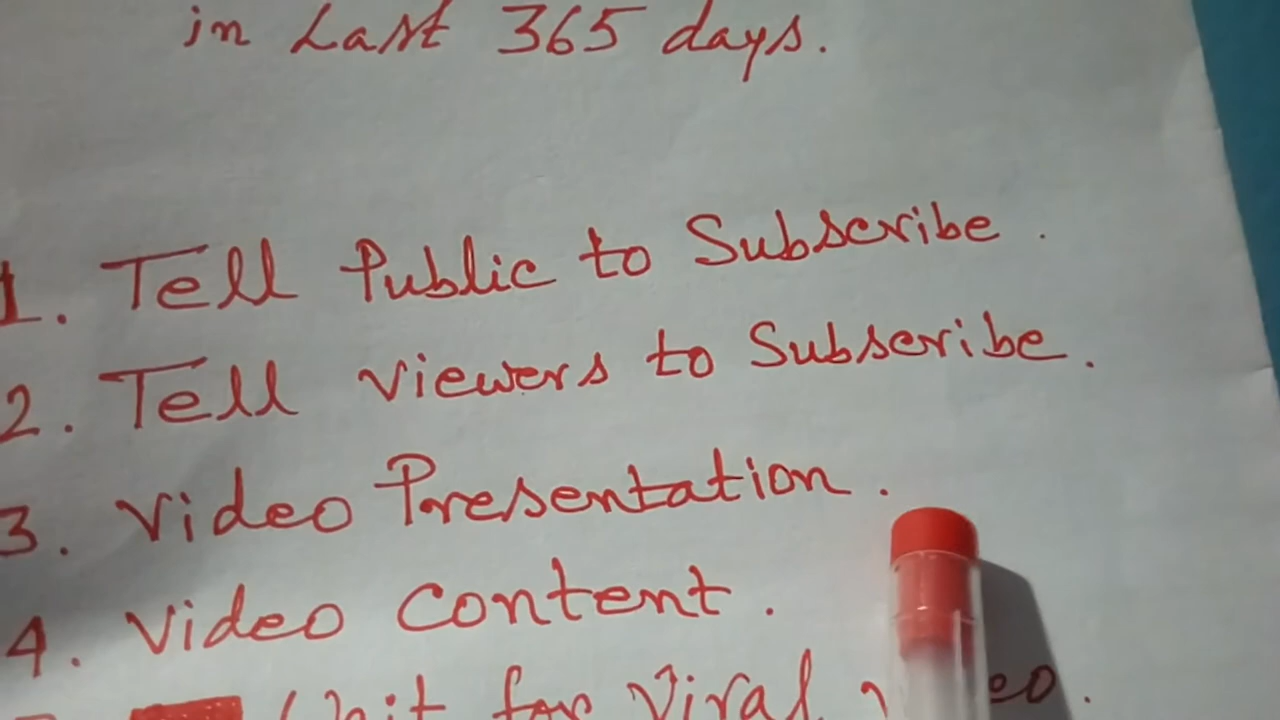 in Last 365 days.
1. Tell Public to Subscribe.
2. Tell viewers to Subscribe.
3. Video Presentation.
4. Video Content.
for Viral